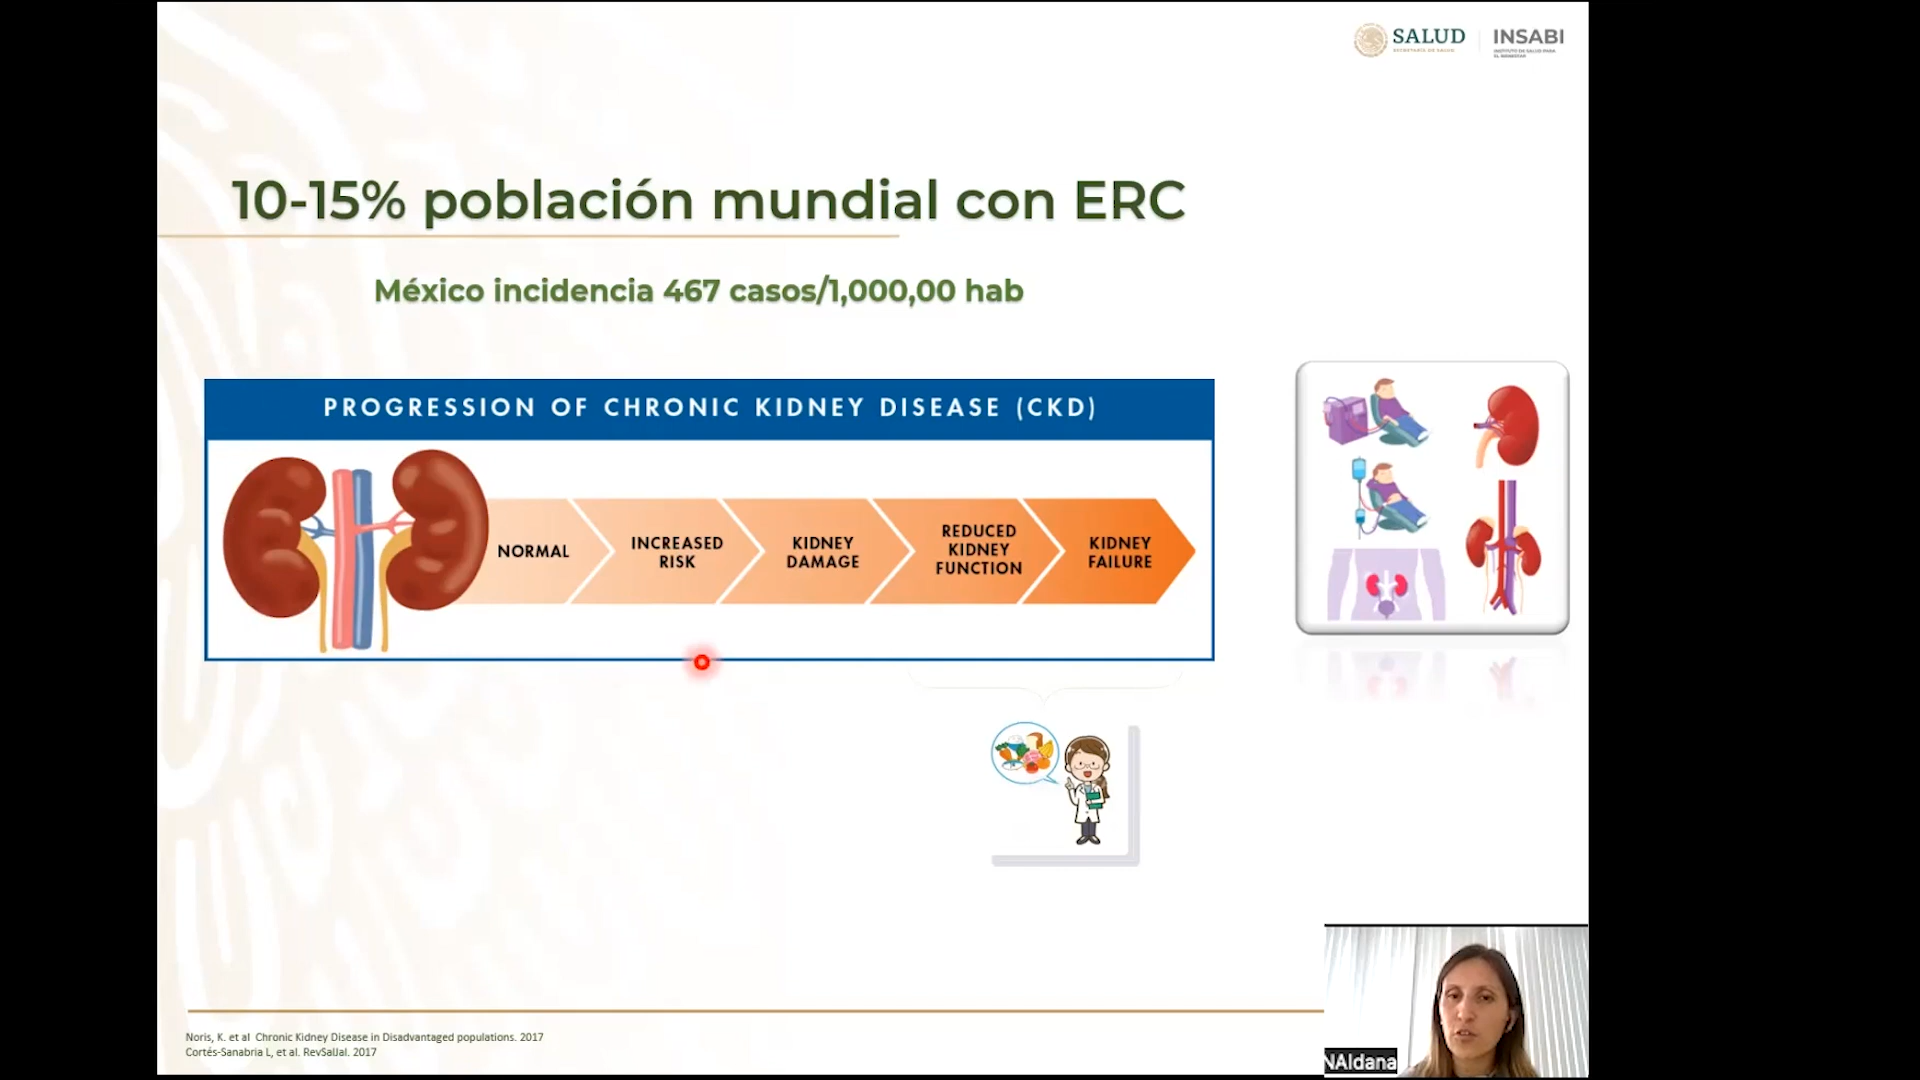 SALUD
SECRETARÍA DE SALUD
INSABI
INSTITUTO DE SALUD PARA
EL BIENESTAR
10-15% población mundial con ERC
México incidencia 467 casos/1,000,00 hab
PROGRESSION OF CHRONIC KIDNEY DISEASE (CKD)
NORMAL
INCREASED
RISK
KIDNEY
DAMAGE
REDUCED
KIDNEY
FUNCTION
KIDNEY
FAILURE
Noris, K. et al Chronic Kidney Disease in Disadvantaged populations. 2017
Cortés-Sanabria L, et al. RevSalJal. 2017
NAldana